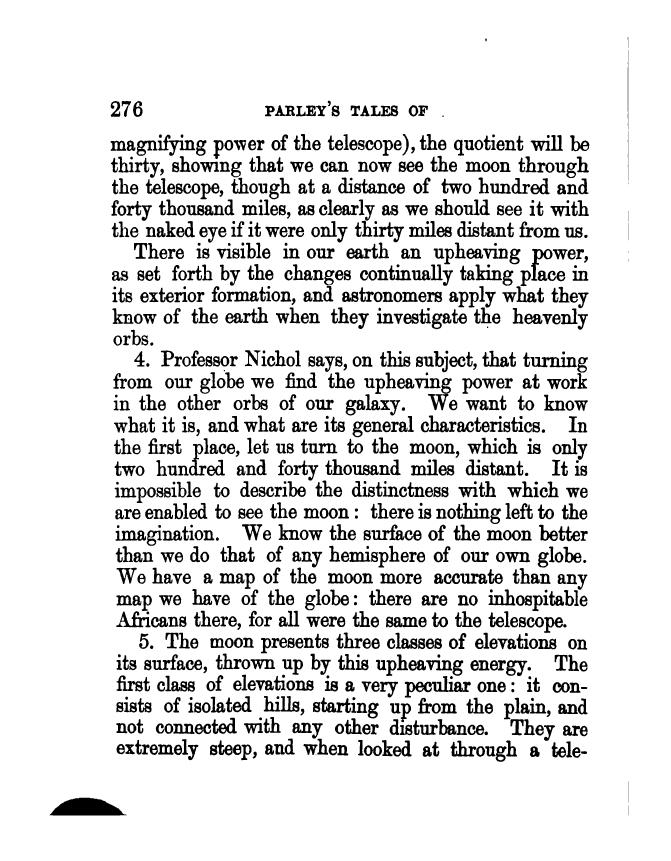 276 PARLEY'S TALES OF
magnifying power of the telescope), the quotient will be
thirty, showing that we can now see the moon through
the telescope, though at a distance of two hundred and
forty thousand miles, as clearly as we should see it with
the naked eye if it were only thirty miles distant from us.
There is visible in our earth an upheaving power,
as set forth by the changes continually taking place in
its exterior formation, and astronomers apply what they
know of the earth when they investigate the heavenly
orbs.
4. Professor Nichol says, on this subject, that turning
from our globe we find the upheaving power at work
in the other orbs of our galaxy. We want to know
what it is, and what are its general characteristics. In
the first place, let us turn to the moon, which is only
two hundred and forty thousand miles distant. It is
impossible to describe the distinctness with which we
are enabled to see the moon: there is nothing left to the
imagination. We know the surface of the moon better
than we do that of any hemisphere of our own globe.
We have a map of the moon more accurate than any
map we have of the globe: there are no inhospitable
Africans there, for all were the same to the telescope.
5. The moon presents three classes of elevations on
its surface, thrown up by this upheaving energy. The
first class of elevations is a very peculiar one: it con-
sists of isolated hills, starting up from the plain, and
not connected with any other disturbance. They are
extremely steep, and when looked at through a tele-